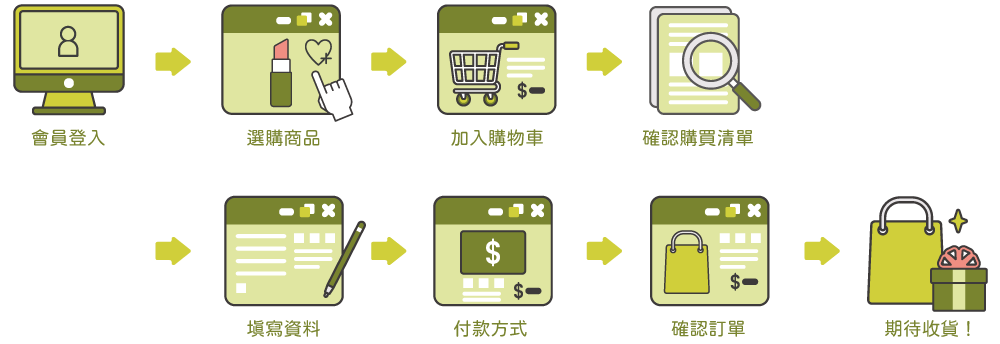 會員登入
選購商品
加入購物車
確認購買清單
填寫資料
付款方式
確認訂單
期待收貨！
$
$
$
$